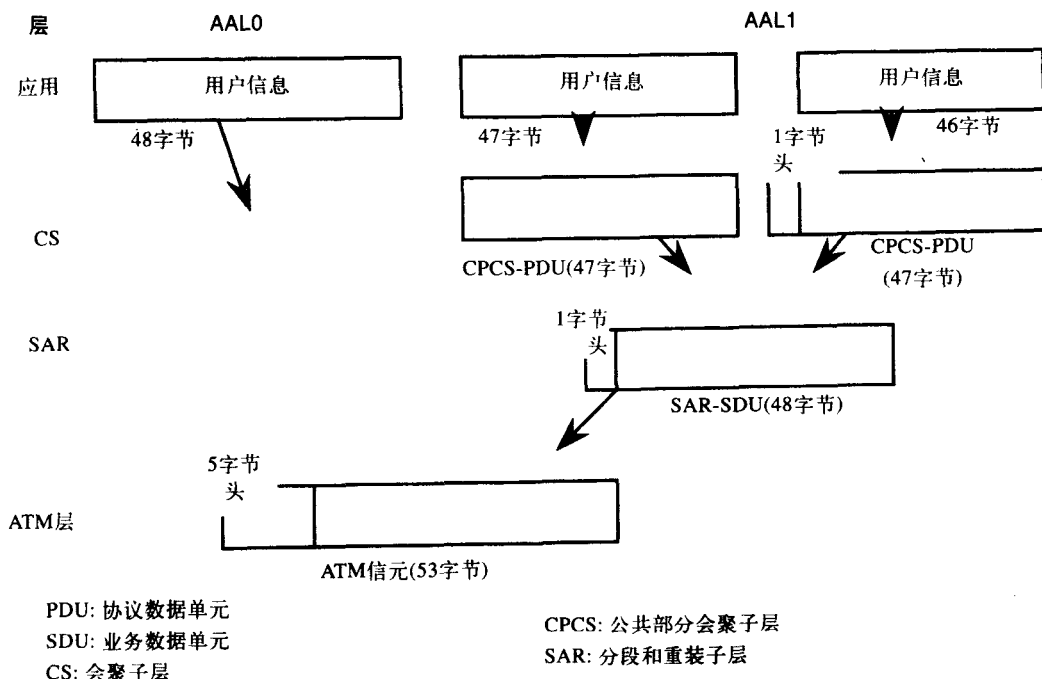 层 AAL0 AAL1
应用 用户信息 用户信息 用户信息
48字节 47字节 1字节 46字节
头
CS
CPCS-PDU(47字节) CPCS-PDU
(47字节)
1字节
SAR 头
SAR-SDU(48字节)
5字节
头
ATM层
ATM信元(53字节)
PDU: 协议数据单元
SDU: 业务数据单元
CS: 会聚子层
CPCS: 公共部分会聚子层
SAR: 分段和重装子层